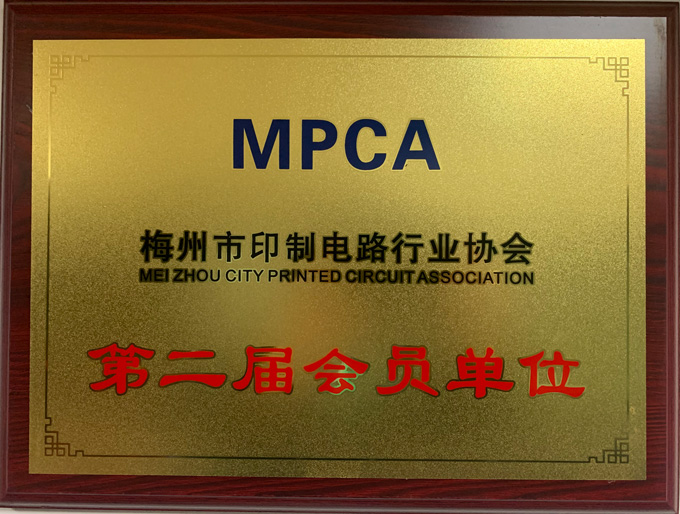 MPCA
梅州市印制电路行业协会
MEI ZHOU CITY PRINTED CIRCUIT ASSOCIATION
第二届会员单位